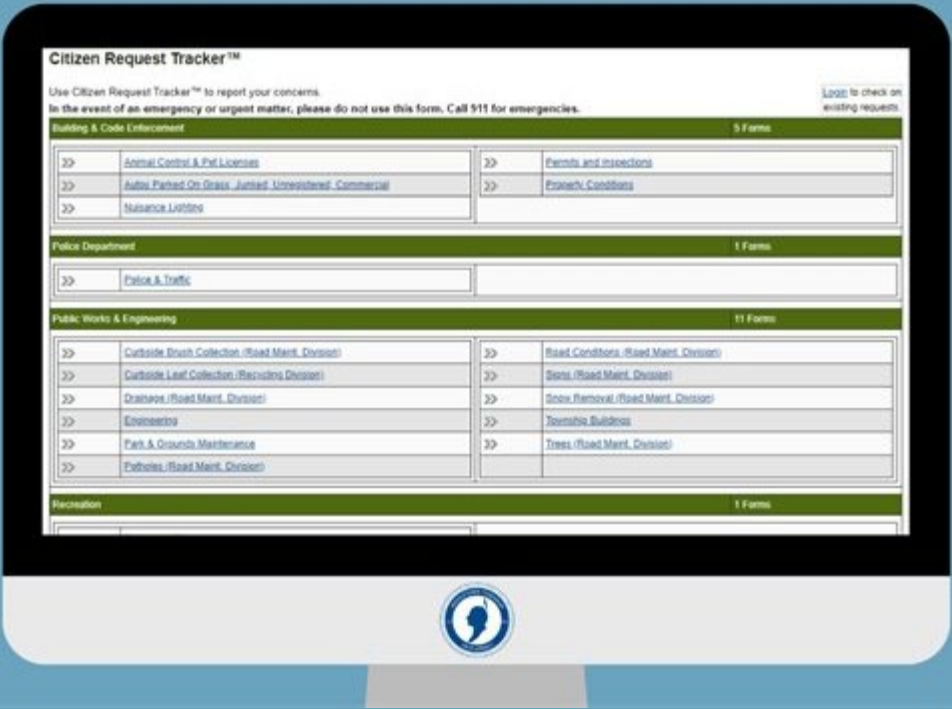 Citizen Request Tracker™
Use Citizen Request Tracker™ to report your concerns.
In the event of an emergency or urgent matter, please do not use this form. Call 911 for emergencies.
Login to check on
existing requests.
Building & Code Enforcement 5 Forms
>> Animal Control & Pet Licenses >> Permits and Inspections
>> Autos Parked On Grass, Junked, Unregistered, Commercial >> Property Conditions
>> Nuisance Lighting
Police Department 1 Forms
>> Police & Traffic
Public Works & Engineering 11 Forms
>> Curbside Brush Collection (Road Maint. Division) >> Road Conditions (Road Maint. Division)
>> Curbside Leaf Collection (Recycling Division) >> Signs (Road Maint. Division)
>> Drainage (Road Maint. Division) >> Snow Removal (Road Maint. Division)
>> Engineering >> Township Buildings
>> Park & Grounds Maintenance >> Trees (Road Maint. Division)
>> Potholes (Road Maint. Division)
Recreation 1 Forms